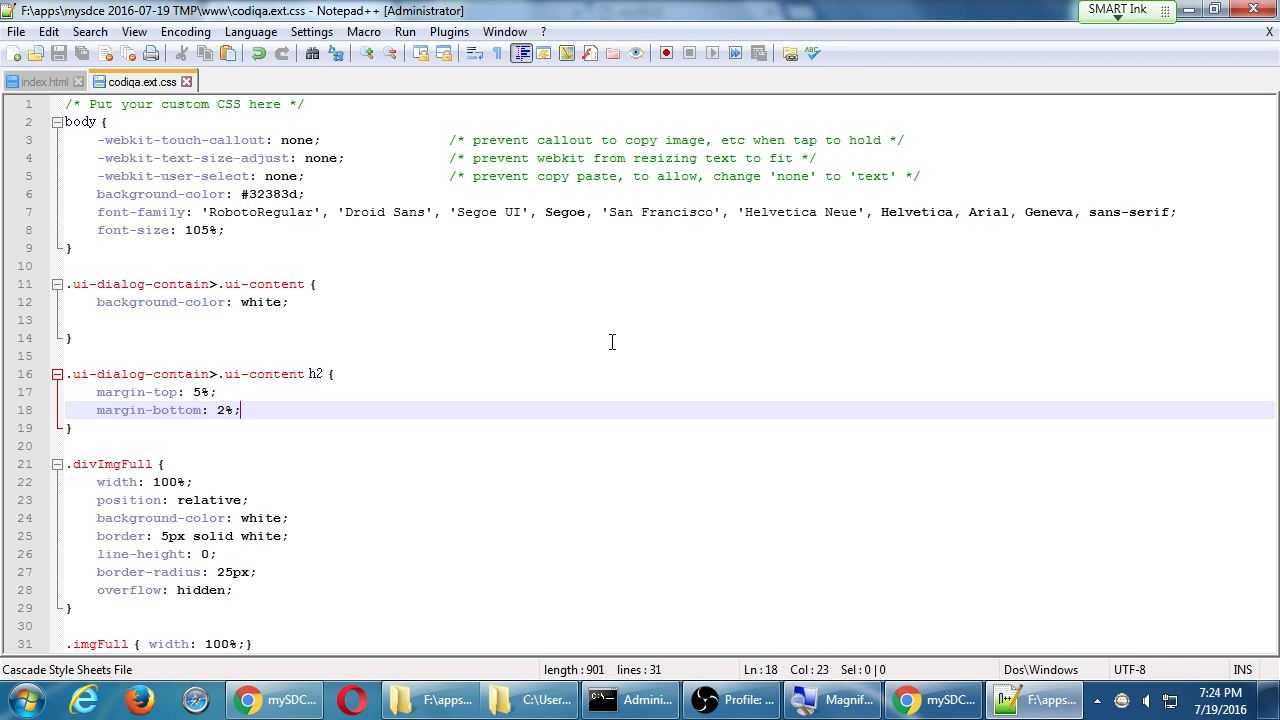 F:\apps\mysdce 2016-07-19 TMP\www\codiqa.ext.css - Notepad++ [Administrator]
SMART Ink
File Edit Search View Encoding Language Settings Macro Run Plugins Window ? X
index.html codiqa.ext.css
1 /* Put your custom CSS here */
2 body {
3 -webkit-touch-callout: none; /* prevent callout to copy image, etc when tap to hold */
4 -webkit-text-size-adjust: none; /* prevent webkit from resizing text to fit */
5 -webkit-user-select: none; /* prevent copy paste, to allow, change 'none' to 'text' */
6 background-color: #32383d;
7 font-family: 'RobotoRegular', 'Droid Sans', 'Segoe UI', Segoe, 'San Francisco', 'Helvetica Neue', Helvetica, Arial, Geneva, sans-serif;
8 font-size: 105%;
9 }
10
11 .ui-dialog-contain>.ui-content {
12 background-color: white;
13
14 }
15
16 .ui-dialog-contain>.ui-content h2 {
17 margin-top: 5%;
18 margin-bottom: 2%;
19 }
20
21 .divImgFull {
22 width: 100%;
23 position: relative;
24 background-color: white;
25 border: 5px solid white;
26 line-height: 0;
27 border-radius: 25px;
28 overflow: hidden;
29 }
30
31 .imgFull { width: 100%;}
Cascade Style Sheets File length : 901 lines : 31 Ln : 18 Col : 23 Sel : 0 | 0 Dos\Windows UTF-8 INS
mySDC... F:\apps... C:\User... Admini... Profile: ... Magnif... mySDC... F:\apps... 7:24 PM
7/19/2016